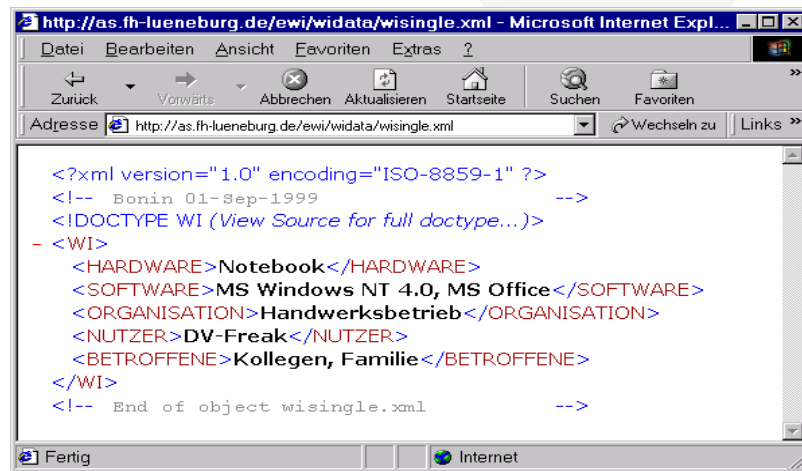 http://as.fh-lueneburg.de/ewi/widata/wisingle.xml - Microsoft Internet Expl...
Datei Bearbeiten Ansicht Favoriten Extras ?
Zurück Vorwärts Abbrechen Aktualisieren Startseite Suchen Favoriten »
Adresse http://as.fh-lueneburg.de/ewi/widata/wisingle.xml Wechseln zu Links »
<?xml version="1.0" encoding="ISO-8859-1" ?>
<!-- Bonin 01-Sep-1999 -->
<!DOCTYPE WI (View Source for full doctype...)>
- <WI>
<HARDWARE>Notebook</HARDWARE>
<SOFTWARE>MS Windows NT 4.0, MS Office</SOFTWARE>
<ORGANISATION>Handwerksbetrieb</ORGANISATION>
<NUTZER>DV-Freak</NUTZER>
<BETROFFENE>Kollegen, Familie</BETROFFENE>
</WI>
<!-- End of object wisingle.xml -->
Fertig Internet